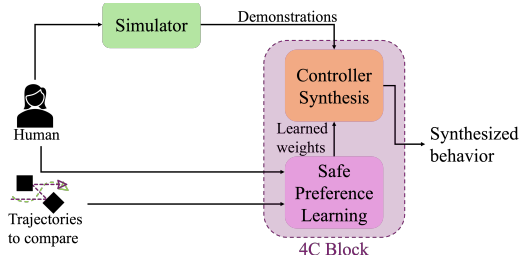 Simulator
Demonstrations
Controller
Synthesis
Human
Learned
weights
Synthesized
behavior
Safe
Preference
Learning
Trajectories
to compare
4C Block